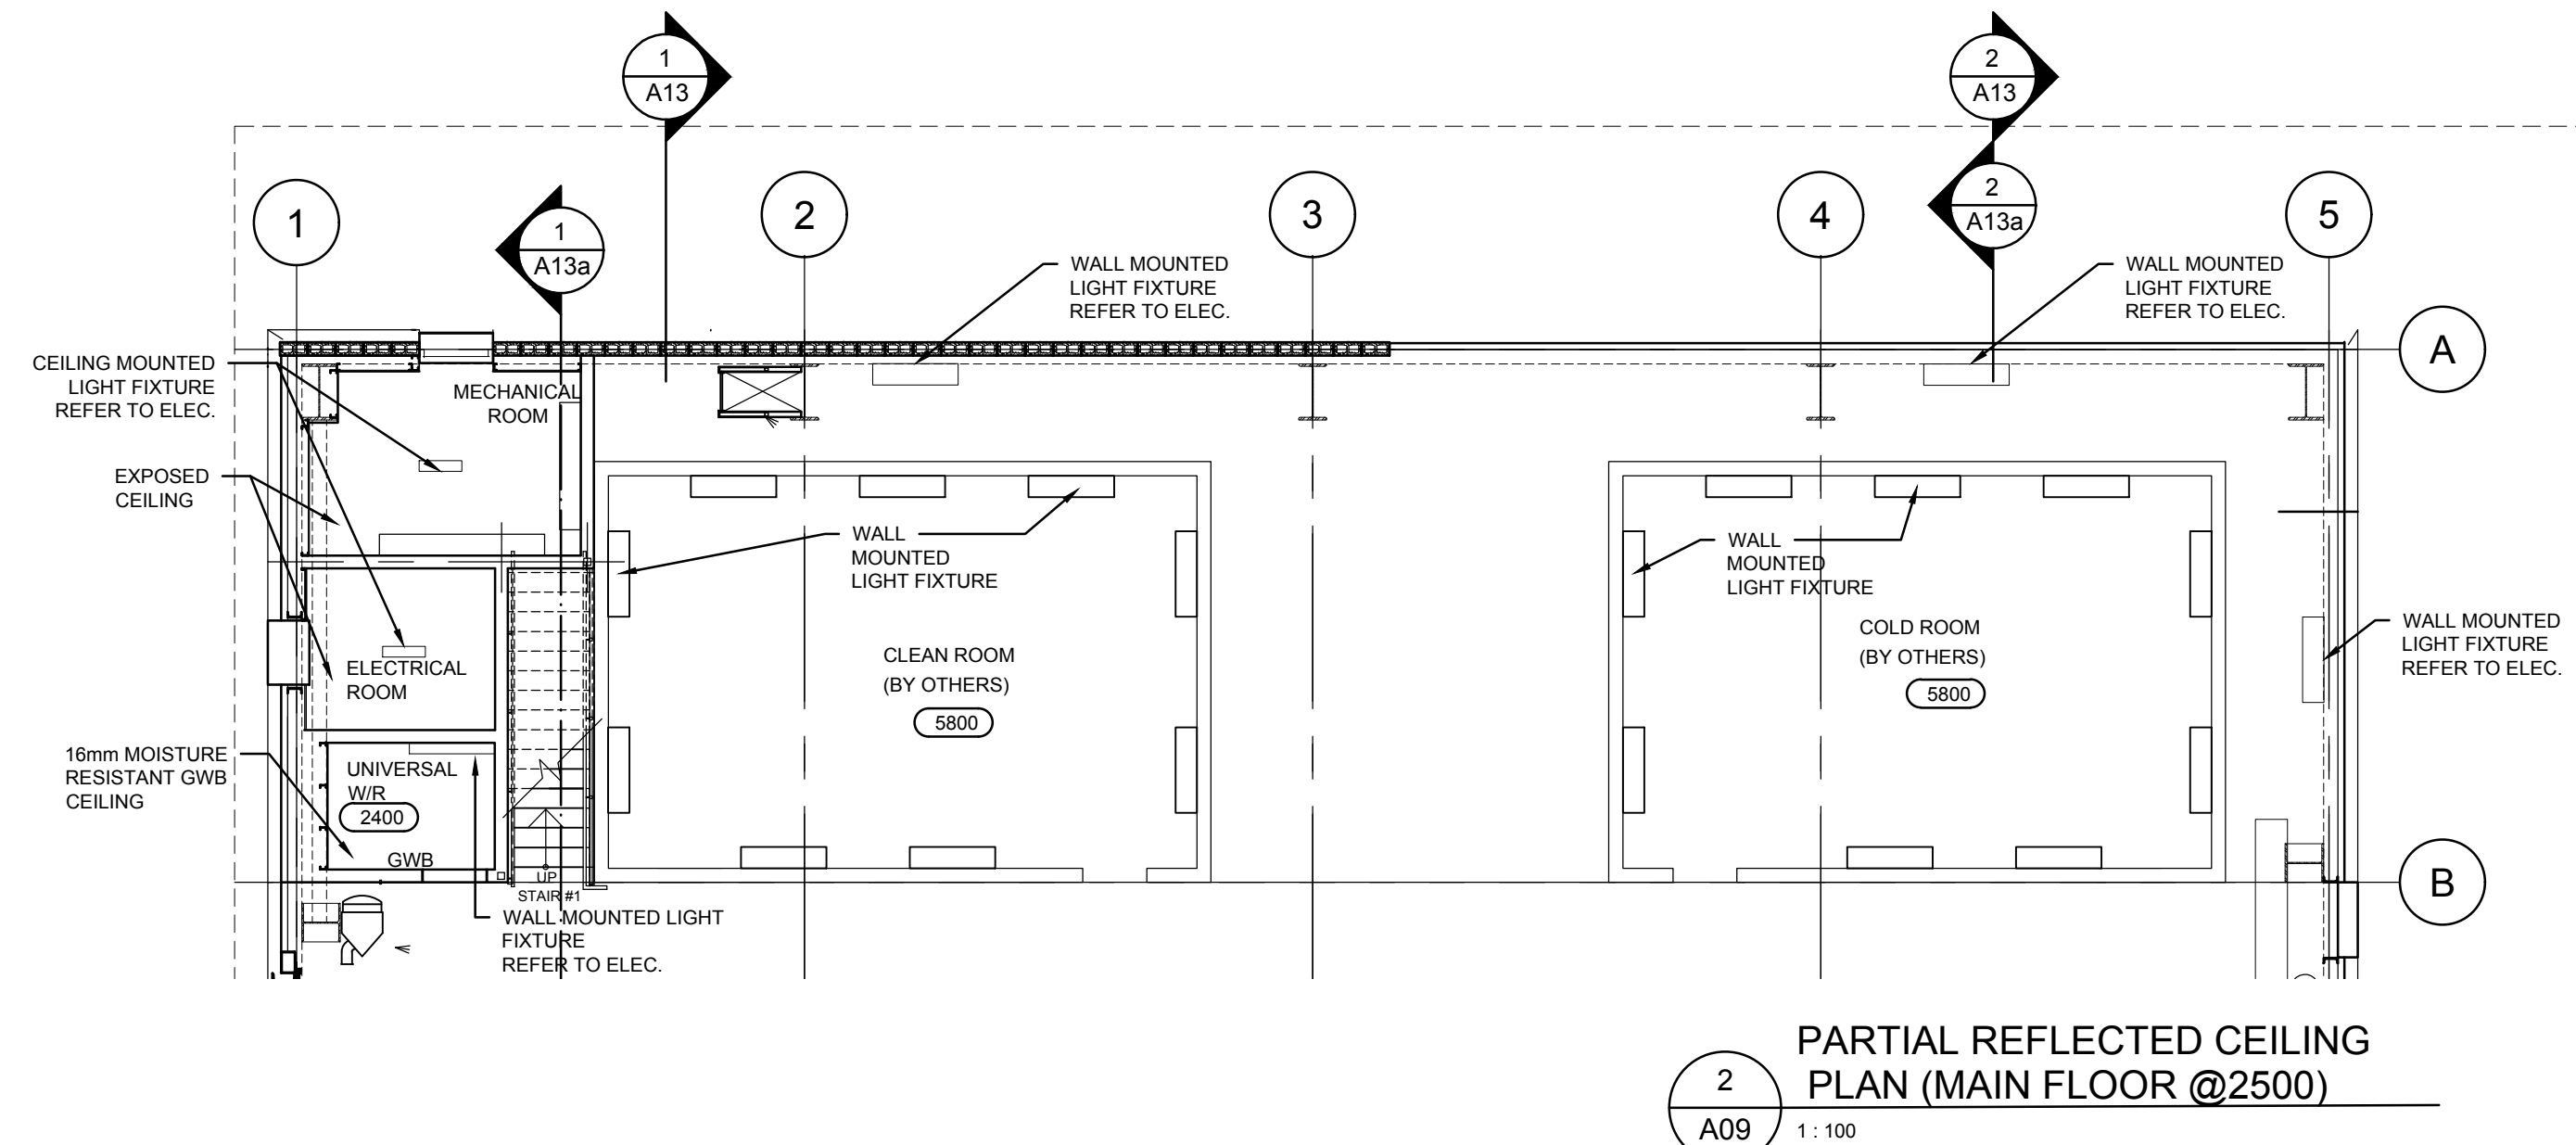 1
A13
2
A13
1
2
3
4
5
1
A13a
2
A13a
WALL MOUNTED
LIGHT FIXTURE
REFER TO ELEC.
WALL MOUNTED
LIGHT FIXTURE
REFER TO ELEC.
A
CEILING MOUNTED
LIGHT FIXTURE
REFER TO ELEC.
MECHANICAL
ROOM
EXPOSED
CEILING
WALL
MOUNTED
LIGHT FIXTURE
WALL
MOUNTED
LIGHT FIXTURE
ELECTRICAL
ROOM
CLEAN ROOM
(BY OTHERS)
5800
COLD ROOM
(BY OTHERS)
5800
WALL MOUNTED
LIGHT FIXTURE
REFER TO ELEC.
16mm MOISTURE
RESISTANT GWB
CEILING
UNIVERSAL
W/R
2400
GWB
UP
STAIR #1
B
WALL MOUNTED LIGHT
FIXTURE
REFER TO ELEC.
2
A09
PARTIAL REFLECTED CEILING
PLAN (MAIN FLOOR @2500)
1 : 100